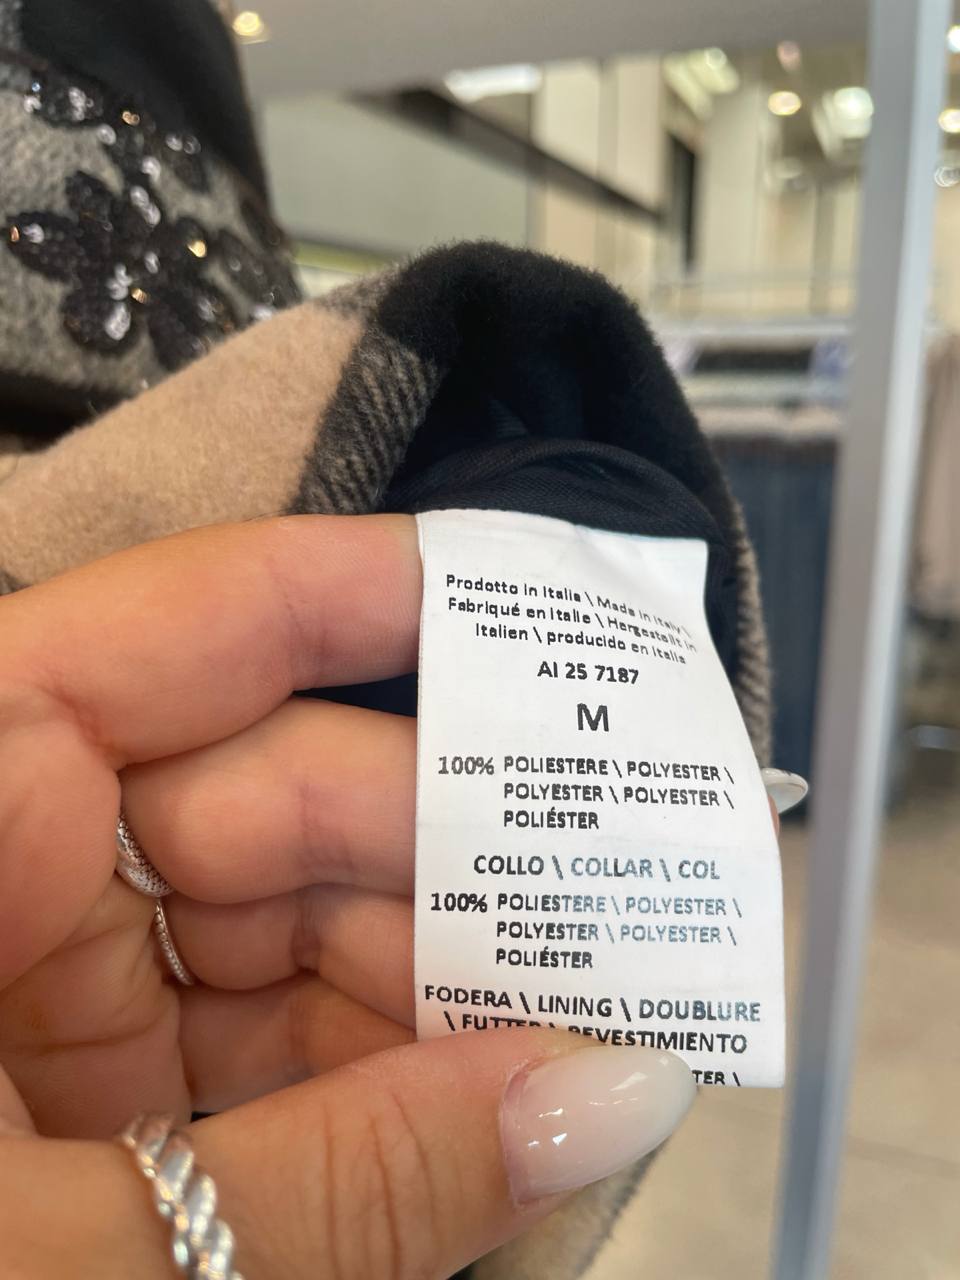 Prodotto in Italia \ Made in Italy \
Fabriqué en Italie \ Hergestellt in
Italien \ producido en Italia
AI 25 7187
M
100% POLIESTERE \ POLYESTER \
POLYESTER \ POLYESTER \
POLIÉSTER
COLLO \ COLLAR \ COL
100% POLIESTERE \ POLYESTER \
POLYESTER \ POLYESTER \
POLIÉSTER
FODERA \ LINING \ DOUBLURE
\ REVESTIMIENTO